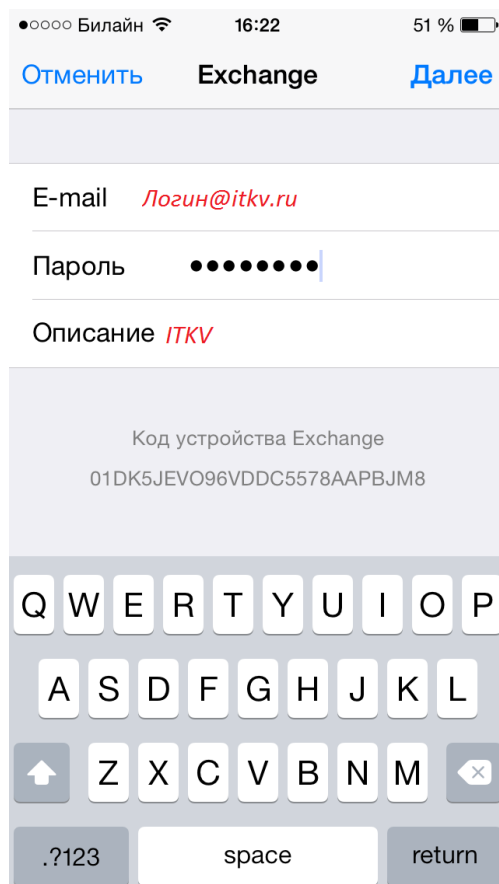 ●○○○○ Билайн 16:22 51 %
Отменить Exchange Далее
E-mail Логин@itkv.ru
Пароль ●●●●●●●●
Описание ITKV
Код устройства Exchange
01DK5JEVO96VDDC5578AAPBJM8
Q W E R T Y U I O P
A S D F G H J K L
Z X C V B N M
.?123 space return